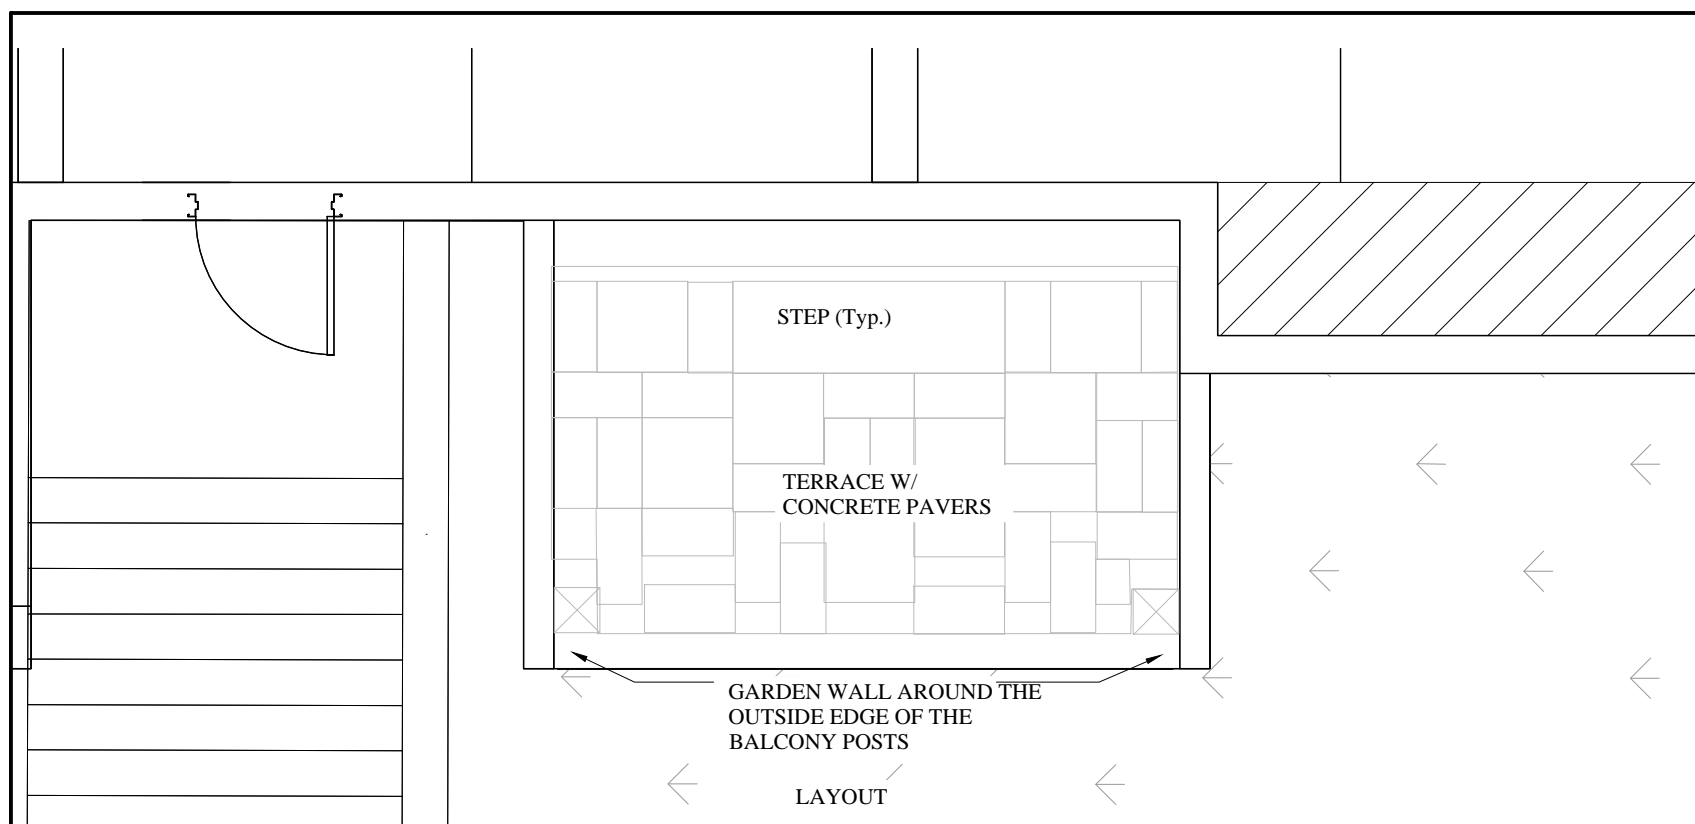 STEP (Typ.)
TERRACE W/
CONCRETE PAVERS
GARDEN WALL AROUND THE
OUTSIDE EDGE OF THE
BALCONY POSTS
LAYOUT